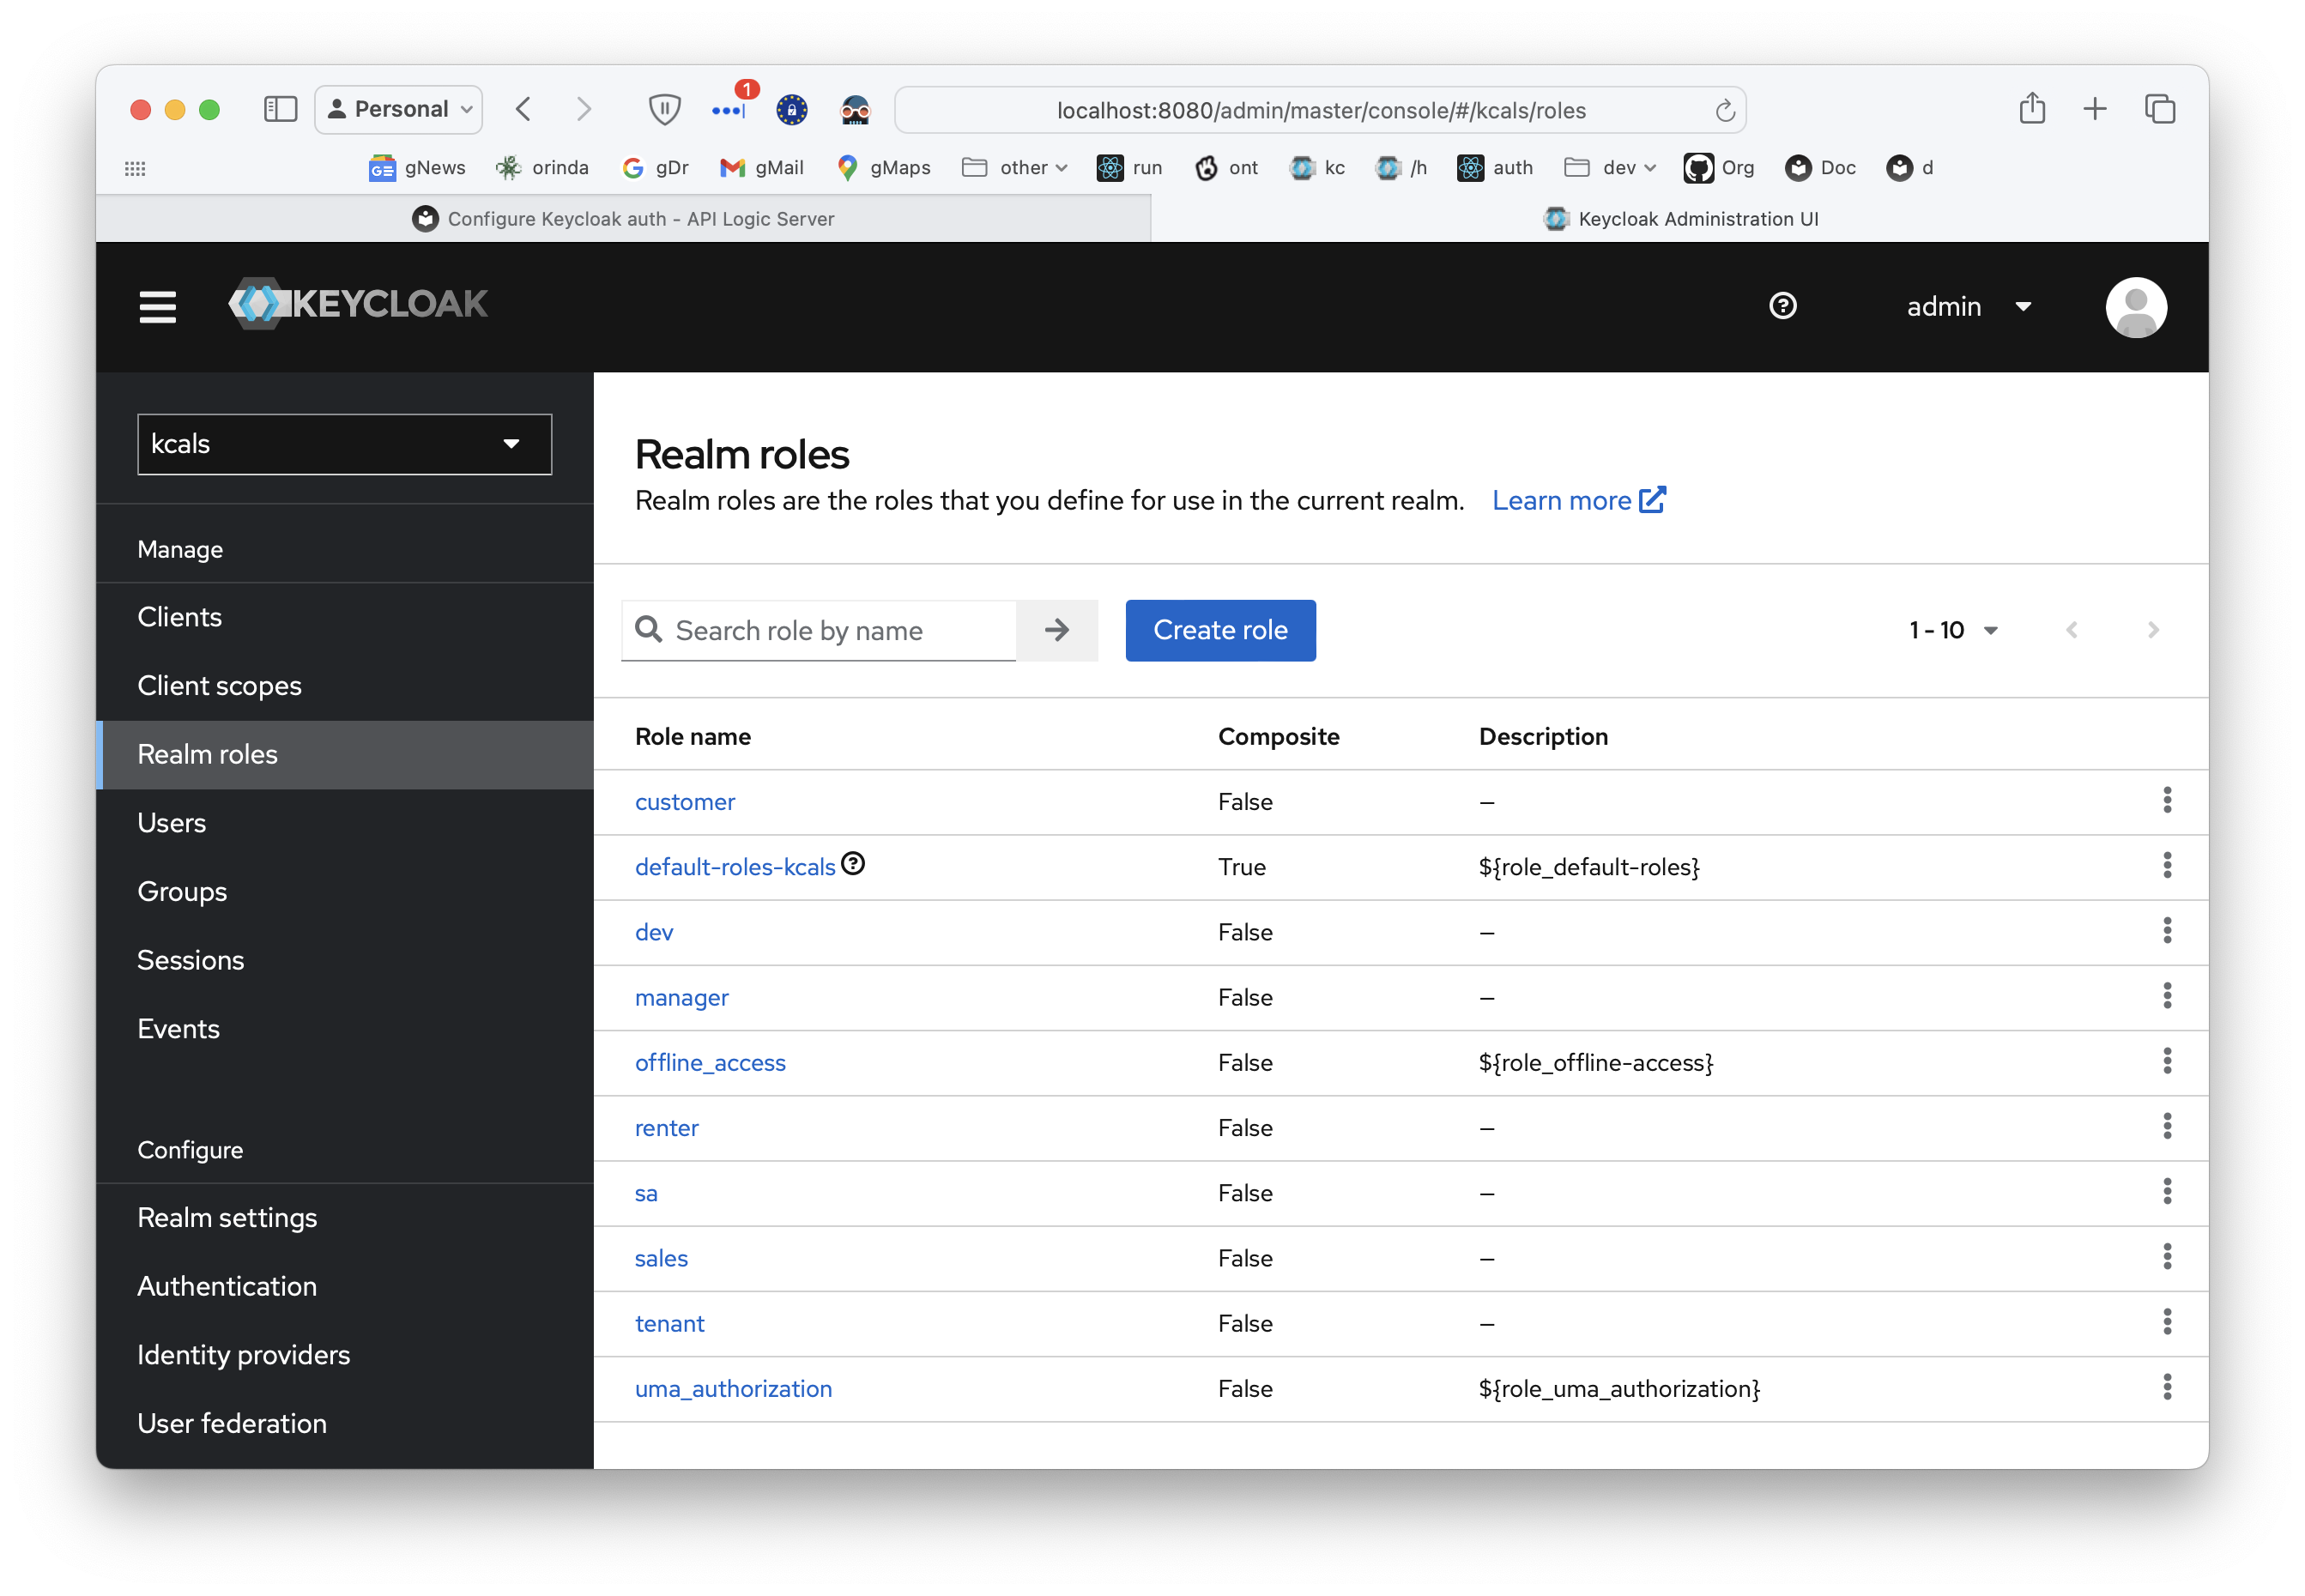 Personal
1
localhost:8080/admin/master/console/#/kcals/roles
gNews orinda gDr gMail gMaps other run ont kc /h auth dev Org Doc d
Configure Keycloak auth - API Logic Server
Keycloak Administration UI
KEYCLOAK
admin
kcals
Manage
Clients
Client scopes
Realm roles
Users
Groups
Sessions
Events
Configure
Realm settings
Authentication
Identity providers
User federation
Realm roles
Realm roles are the roles that you define for use in the current realm. Learn more
Search role by name
Create role
1 - 10
Role name Composite Description
customer False –
default-roles-kcals True ${role_default-roles}
dev False –
manager False –
offline_access False ${role_offline-access}
renter False –
sa False –
sales False –
tenant False –
uma_authorization False ${role_uma_authorization}